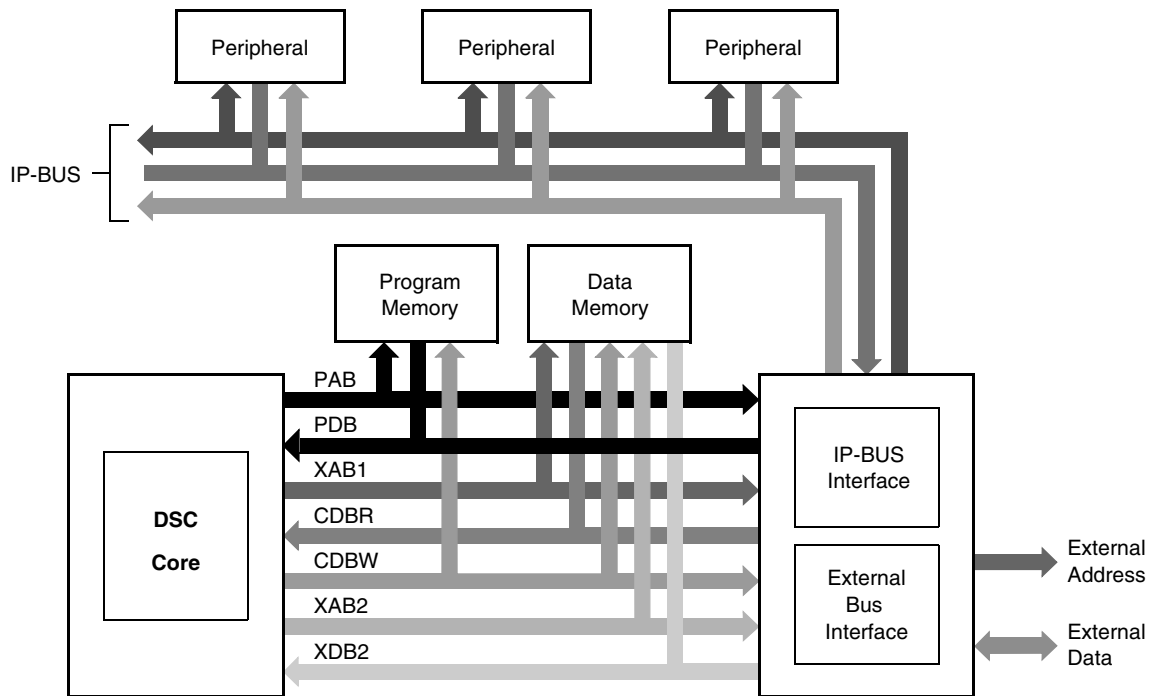 Peripheral
Peripheral
Peripheral
IP-BUS
Program
Memory
Data
Memory
PAB
PDB
XAB1
CDBR
CDBW
XAB2
XDB2
DSC
Core
IP-BUS
Interface
External
Bus
Interface
External
Address
External
Data